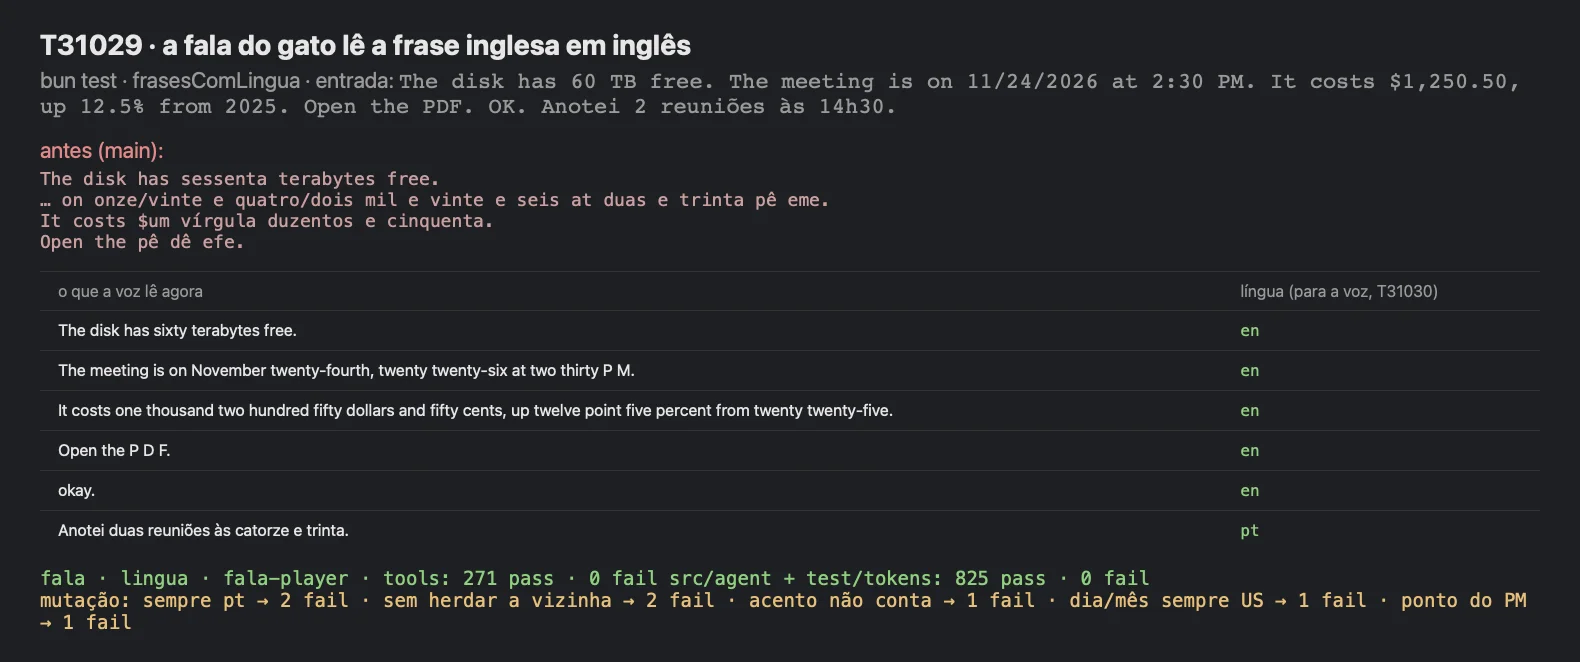 T31029 · a fala do gato lê a frase inglesa em inglês
bun test · frasesComLingua · entrada: The disk has 60 TB free. The meeting is on 11/24/2026 at 2:30 PM. It costs $1,250.50,
up 12.5% from 2025. Open the PDF. OK. Anotei 2 reuniões às 14h30.
antes (main):
The disk has sessenta terabytes free.
… on onze/vinte e quatro/dois mil e vinte e seis at duas e trinta pê eme.
It costs $um vírgula duzentos e cinquenta.
Open the pê dê efe.
o que a voz lê agora língua (para a voz, T31030)
The disk has sixty terabytes free. en
The meeting is on November twenty-fourth, twenty twenty-six at two thirty P M. en
It costs one thousand two hundred fifty dollars and fifty cents, up twelve point five percent from twenty twenty-five. en
Open the P D F. en
okay. en
Anotei duas reuniões às catorze e trinta. pt
fala · lingua · fala-player · tools: 271 pass · 0 fail src/agent + test/tokens: 825 pass · 0 fail
mutação: sempre pt → 2 fail · sem herdar a vizinha → 2 fail · acento não conta → 1 fail · dia/mês sempre US → 1 fail · ponto do PM
→ 1 fail